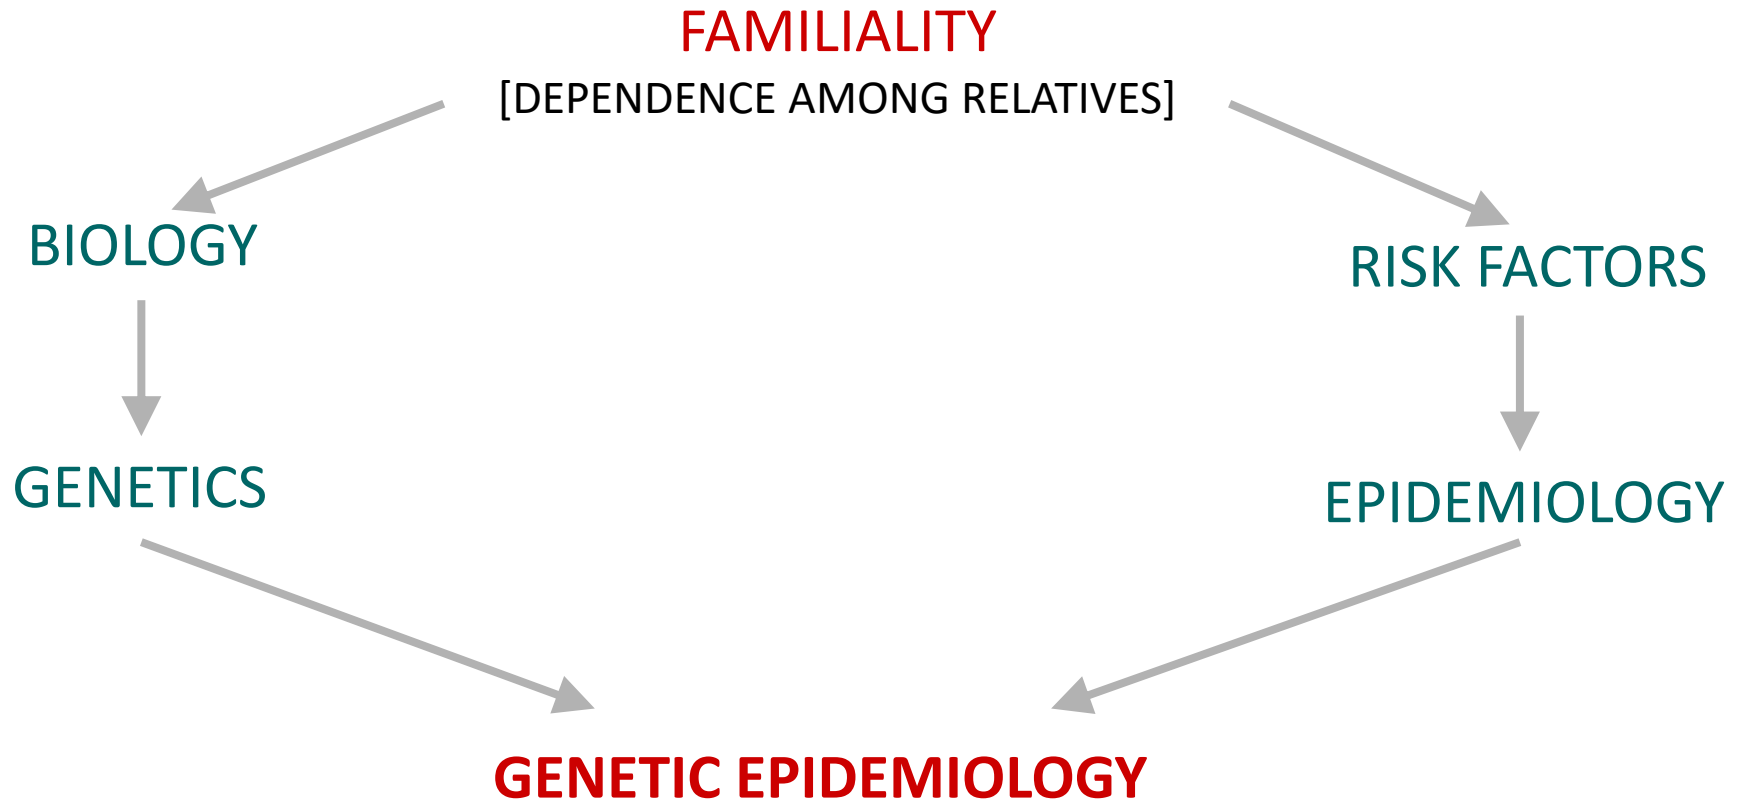 FAMILIALITY
[DEPENDENCE AMONG RELATIVES]
BIOLOGY
RISK FACTORS
GENETICS
EPIDEMIOLOGY
GENETIC EPIDEMIOLOGY